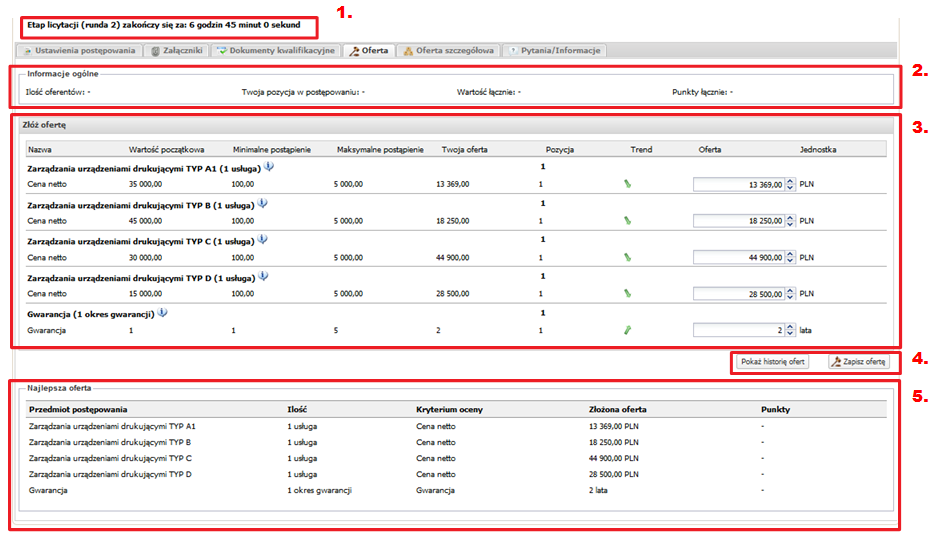 1.
Etap licytacji (runda 2) zakończy się za: 6 godzin 45 minut 0 sekund
Ustawienia postępowania Załączniki Dokumenty kwalifikacyjne Oferta Oferta szczegółowa Pytania/Informacje
2.
Informacje ogólne
Ilość oferentów: - Twoja pozycja w postępowaniu: - Wartość łącznie: - Punkty łącznie: -
3.
Złóż ofertę
Nazwa Wartość początkowa Minimalne postąpienie Maksymalne postąpienie Twoja oferta Pozycja Trend Oferta Jednostka
Zarządzania urządzeniami drukującymi TYP A1 (1 usługa) 1
Cena netto 35 000,00 100,00 5 000,00 13 369,00 1 13 369,00 PLN
Zarządzania urządzeniami drukującymi TYP B (1 usługa) 1
Cena netto 45 000,00 100,00 5 000,00 18 250,00 1 18 250,00 PLN
Zarządzania urządzeniami drukującymi TYP C (1 usługa) 1
Cena netto 30 000,00 100,00 5 000,00 44 900,00 1 44 900,00 PLN
Zarządzania urządzeniami drukującymi TYP D (1 usługa) 1
Cena netto 15 000,00 100,00 5 000,00 28 500,00 1 28 500,00 PLN
Gwarancja (1 okres gwarancji) 1
Gwarancja 1 1 5 2 1 2 lata
4.
Pokaż historię ofert Zapisz ofertę
5.
Najlepsza oferta
Przedmiot postępowania Ilość Kryterium oceny Złożona oferta Punkty
Zarządzania urządzeniami drukującymi TYP A1 1 usługa Cena netto 13 369,00 PLN -
Zarządzania urządzeniami drukującymi TYP B 1 usługa Cena netto 18 250,00 PLN -
Zarządzania urządzeniami drukującymi TYP C 1 usługa Cena netto 44 900,00 PLN -
Zarządzania urządzeniami drukującymi TYP D 1 usługa Cena netto 28 500,00 PLN -
Gwarancja 1 okres gwarancji Gwarancja 2 lata -